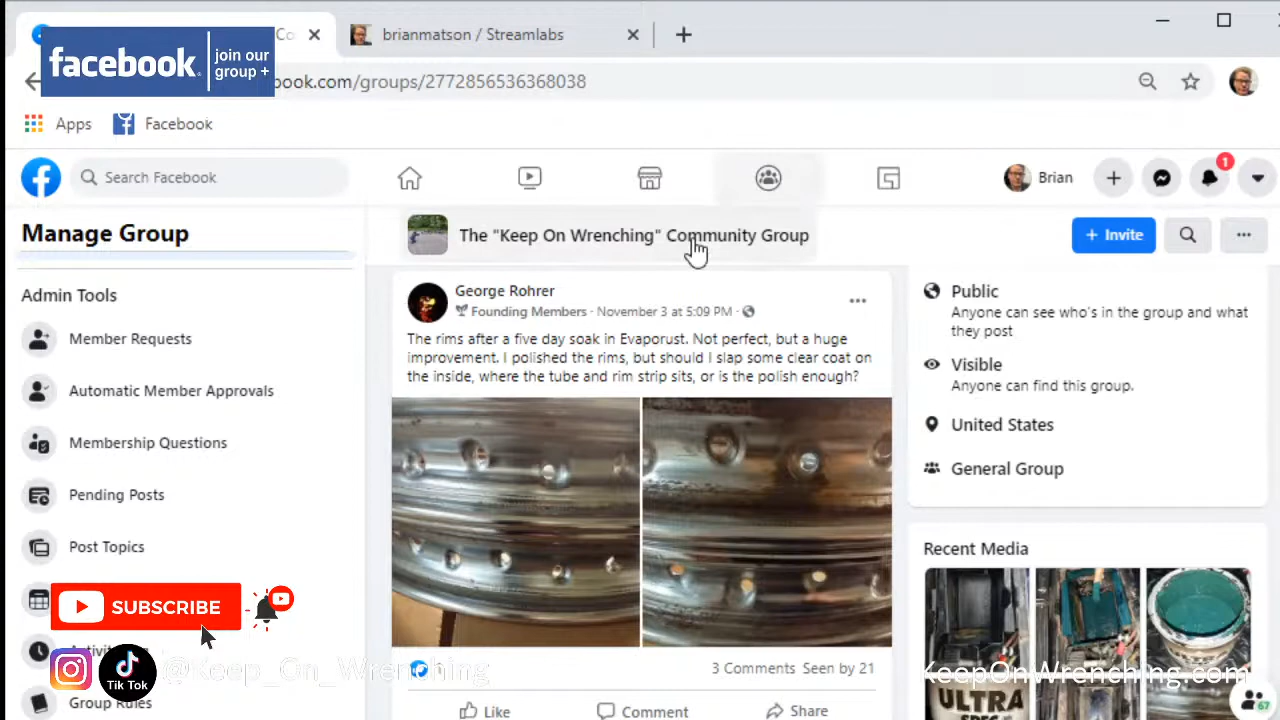 facebook.
join our
group +
Co
brianmatson / Streamlabs
book.com/groups/2772856536368038
Apps
Facebook
Search Facebook
Brian
1
Manage Group
The "Keep On Wrenching" Community Group
+ Invite
Admin Tools
Member Requests
Automatic Member Approvals
Membership Questions
Pending Posts
Post Topics
George Rohrer
Founding Members · November 3 at 5:09 PM ·
The rims after a five day soak in Evaporust. Not perfect, but a huge
improvement. I polished the rims, but should I slap some clear coat on
the inside, where the tube and rim strip sits, or is the polish enough?
3 Comments Seen by 21
Like
Comment
Share
Public
Anyone can see who's in the group and what
they post
Visible
Anyone can find this group.
United States
General Group
Recent Media
ULTRA
SPEC
67
SUBSCRIBE
Tik Tok
@Keep_On_Wrenching
KeepOnWrenching.com
Group Rules